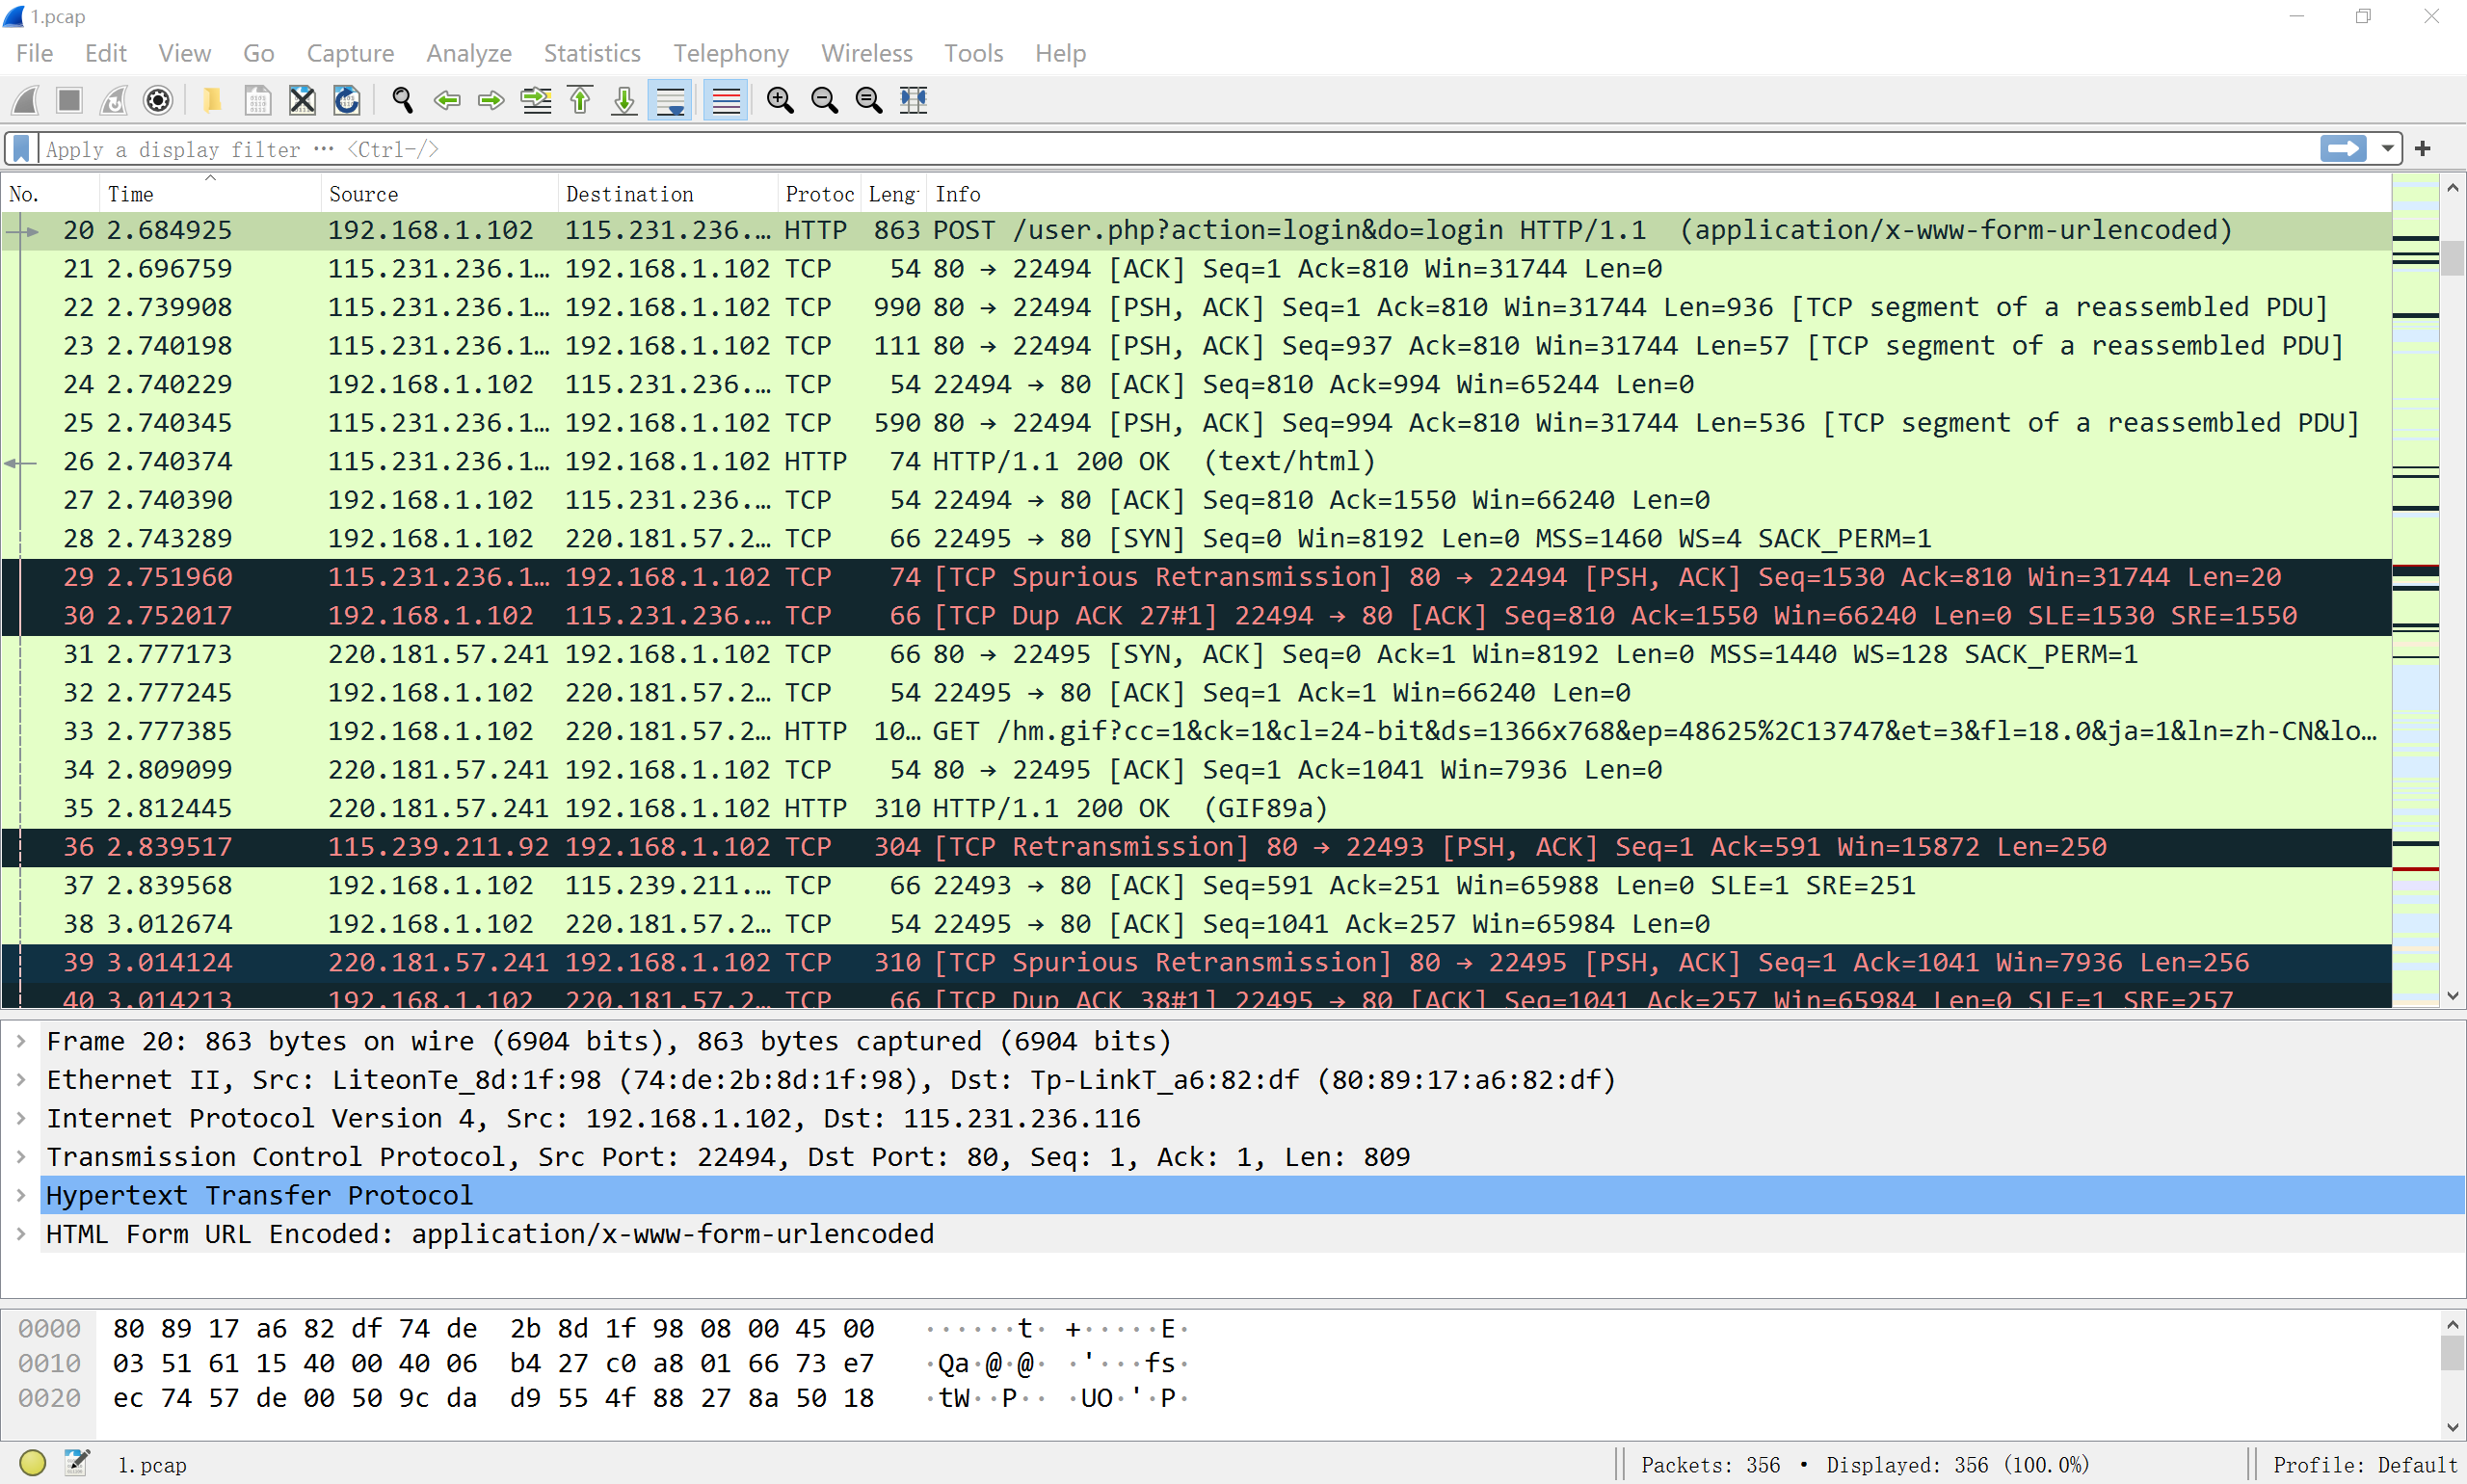 1.pcap
File Edit View Go Capture Analyze Statistics Telephony Wireless Tools Help
Apply a display filter … <Ctrl-/>
No. Time Source Destination Protoc Leng Info
20 2.684925 192.168.1.102 115.231.236.… HTTP 863 POST /user.php?action=login&do=login HTTP/1.1 (application/x-www-form-urlencoded)
21 2.696759 115.231.236.1… 192.168.1.102 TCP 54 80 → 22494 [ACK] Seq=1 Ack=810 Win=31744 Len=0
22 2.739908 115.231.236.1… 192.168.1.102 TCP 990 80 → 22494 [PSH, ACK] Seq=1 Ack=810 Win=31744 Len=936 [TCP segment of a reassembled PDU]
23 2.740198 115.231.236.1… 192.168.1.102 TCP 111 80 → 22494 [PSH, ACK] Seq=937 Ack=810 Win=31744 Len=57 [TCP segment of a reassembled PDU]
24 2.740229 192.168.1.102 115.231.236.… TCP 54 22494 → 80 [ACK] Seq=810 Ack=994 Win=65244 Len=0
25 2.740345 115.231.236.1… 192.168.1.102 TCP 590 80 → 22494 [PSH, ACK] Seq=994 Ack=810 Win=31744 Len=536 [TCP segment of a reassembled PDU]
26 2.740374 115.231.236.1… 192.168.1.102 HTTP 74 HTTP/1.1 200 OK (text/html)
27 2.740390 192.168.1.102 115.231.236.… TCP 54 22494 → 80 [ACK] Seq=810 Ack=1550 Win=66240 Len=0
28 2.743289 192.168.1.102 220.181.57.2… TCP 66 22495 → 80 [SYN] Seq=0 Win=8192 Len=0 MSS=1460 WS=4 SACK_PERM=1
29 2.751960 115.231.236.1… 192.168.1.102 TCP 74 [TCP Spurious Retransmission] 80 → 22494 [PSH, ACK] Seq=1530 Ack=810 Win=31744 Len=20
30 2.752017 192.168.1.102 115.231.236.… TCP 66 [TCP Dup ACK 27#1] 22494 → 80 [ACK] Seq=810 Ack=1550 Win=66240 Len=0 SLE=1530 SRE=1550
31 2.777173 220.181.57.241 192.168.1.102 TCP 66 80 → 22495 [SYN, ACK] Seq=0 Ack=1 Win=8192 Len=0 MSS=1440 WS=128 SACK_PERM=1
32 2.777245 192.168.1.102 220.181.57.2… TCP 54 22495 → 80 [ACK] Seq=1 Ack=1 Win=66240 Len=0
33 2.777385 192.168.1.102 220.181.57.2… HTTP 10… GET /hm.gif?cc=1&ck=1&cl=24-bit&ds=1366x768&ep=48625%2C13747&et=3&fl=18.0&ja=1&ln=zh-CN&lo…
34 2.809099 220.181.57.241 192.168.1.102 TCP 54 80 → 22495 [ACK] Seq=1 Ack=1041 Win=7936 Len=0
35 2.812445 220.181.57.241 192.168.1.102 HTTP 310 HTTP/1.1 200 OK (GIF89a)
36 2.839517 115.239.211.92 192.168.1.102 TCP 304 [TCP Retransmission] 80 → 22493 [PSH, ACK] Seq=1 Ack=591 Win=15872 Len=250
37 2.839568 192.168.1.102 115.239.211.… TCP 66 22493 → 80 [ACK] Seq=591 Ack=251 Win=65988 Len=0 SLE=1 SRE=251
38 3.012674 192.168.1.102 220.181.57.2… TCP 54 22495 → 80 [ACK] Seq=1041 Ack=257 Win=65984 Len=0
39 3.014124 220.181.57.241 192.168.1.102 TCP 310 [TCP Spurious Retransmission] 80 → 22495 [PSH, ACK] Seq=1 Ack=1041 Win=7936 Len=256
40 3.014213 192.168.1.102 220.181.57.2… TCP 66 [TCP Dup ACK 38#1] 22495 → 80 [ACK] Seq=1041 Ack=257 Win=65984 Len=0 SLE=1 SRE=257
Frame 20: 863 bytes on wire (6904 bits), 863 bytes captured (6904 bits)
Ethernet II, Src: LiteonTe_8d:1f:98 (74:de:2b:8d:1f:98), Dst: Tp-LinkT_a6:82:df (80:89:17:a6:82:df)
Internet Protocol Version 4, Src: 192.168.1.102, Dst: 115.231.236.116
Transmission Control Protocol, Src Port: 22494, Dst Port: 80, Seq: 1, Ack: 1, Len: 809
Hypertext Transfer Protocol
HTML Form URL Encoded: application/x-www-form-urlencoded
0000 80 89 17 a6 82 df 74 de 2b 8d 1f 98 08 00 45 00 ······t· +·····E·
0010 03 51 61 15 40 00 40 06 b4 27 c0 a8 01 66 73 e7 ·Qa·@·@· ·'···fs·
0020 ec 74 57 de 00 50 9c da d9 55 4f 88 27 8a 50 18 ·tW··P·· ·UO·'·P·
1.pcap Packets: 356 • Displayed: 356 (100.0%) Profile: Default